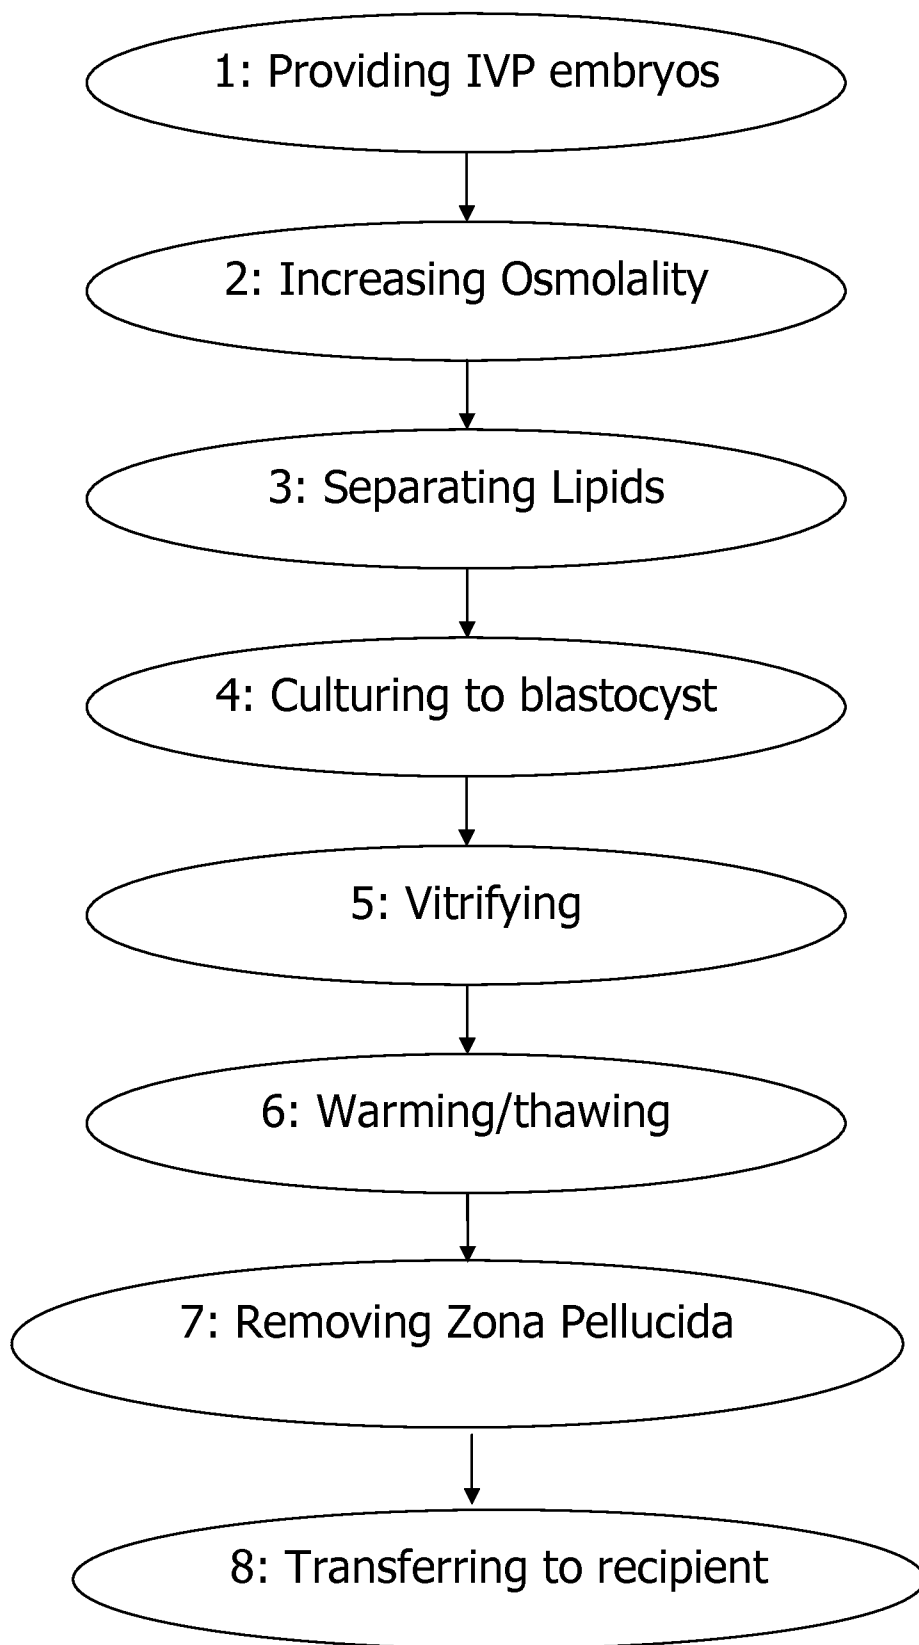 1: Providing IVP embryos
2: Increasing Osmolality
3: Separating Lipids
4: Culturing to blastocyst
5: Vitrifying
6: Warming/thawing
7: Removing Zona Pellucida
8: Transferring to recipient